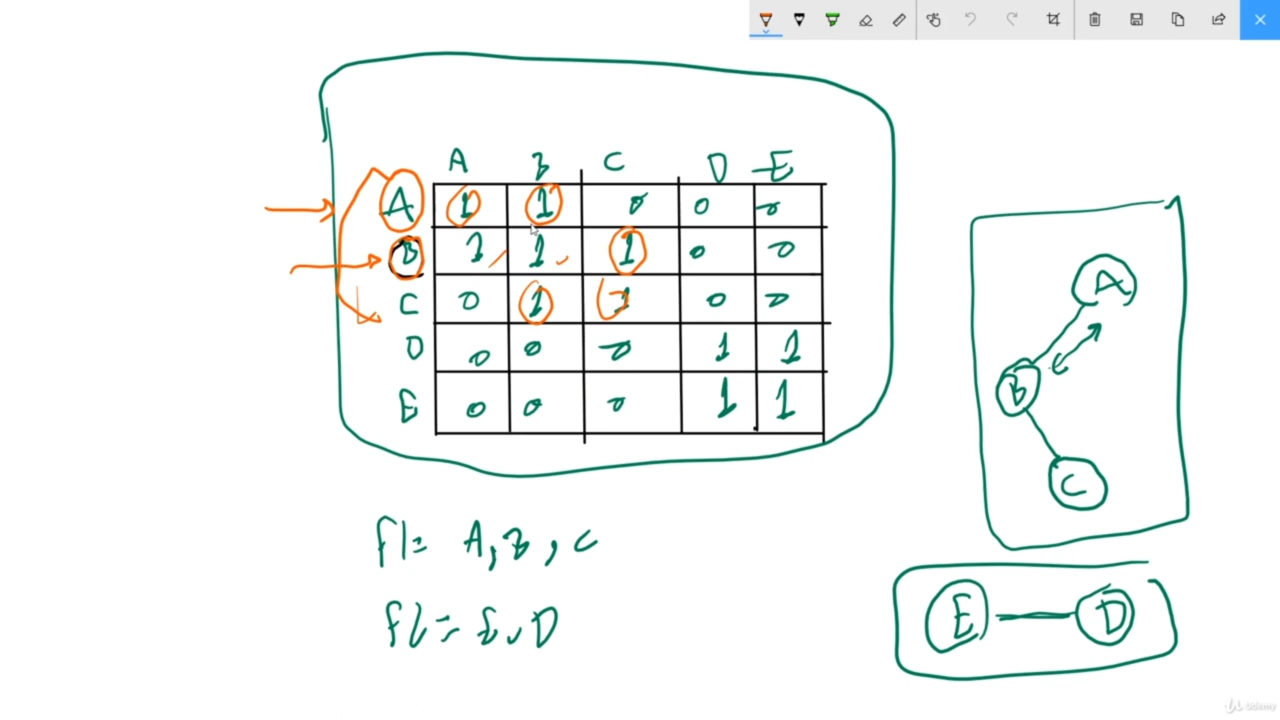 A B C D E
A 1 1 0 0 0
B 1 1 1 0 0
C 0 1 1 0 0
D 0 0 0 1 1
E 0 0 0 1 1
f1= A, B, C
f2= E, D
A
B
C
E
D
Udemy